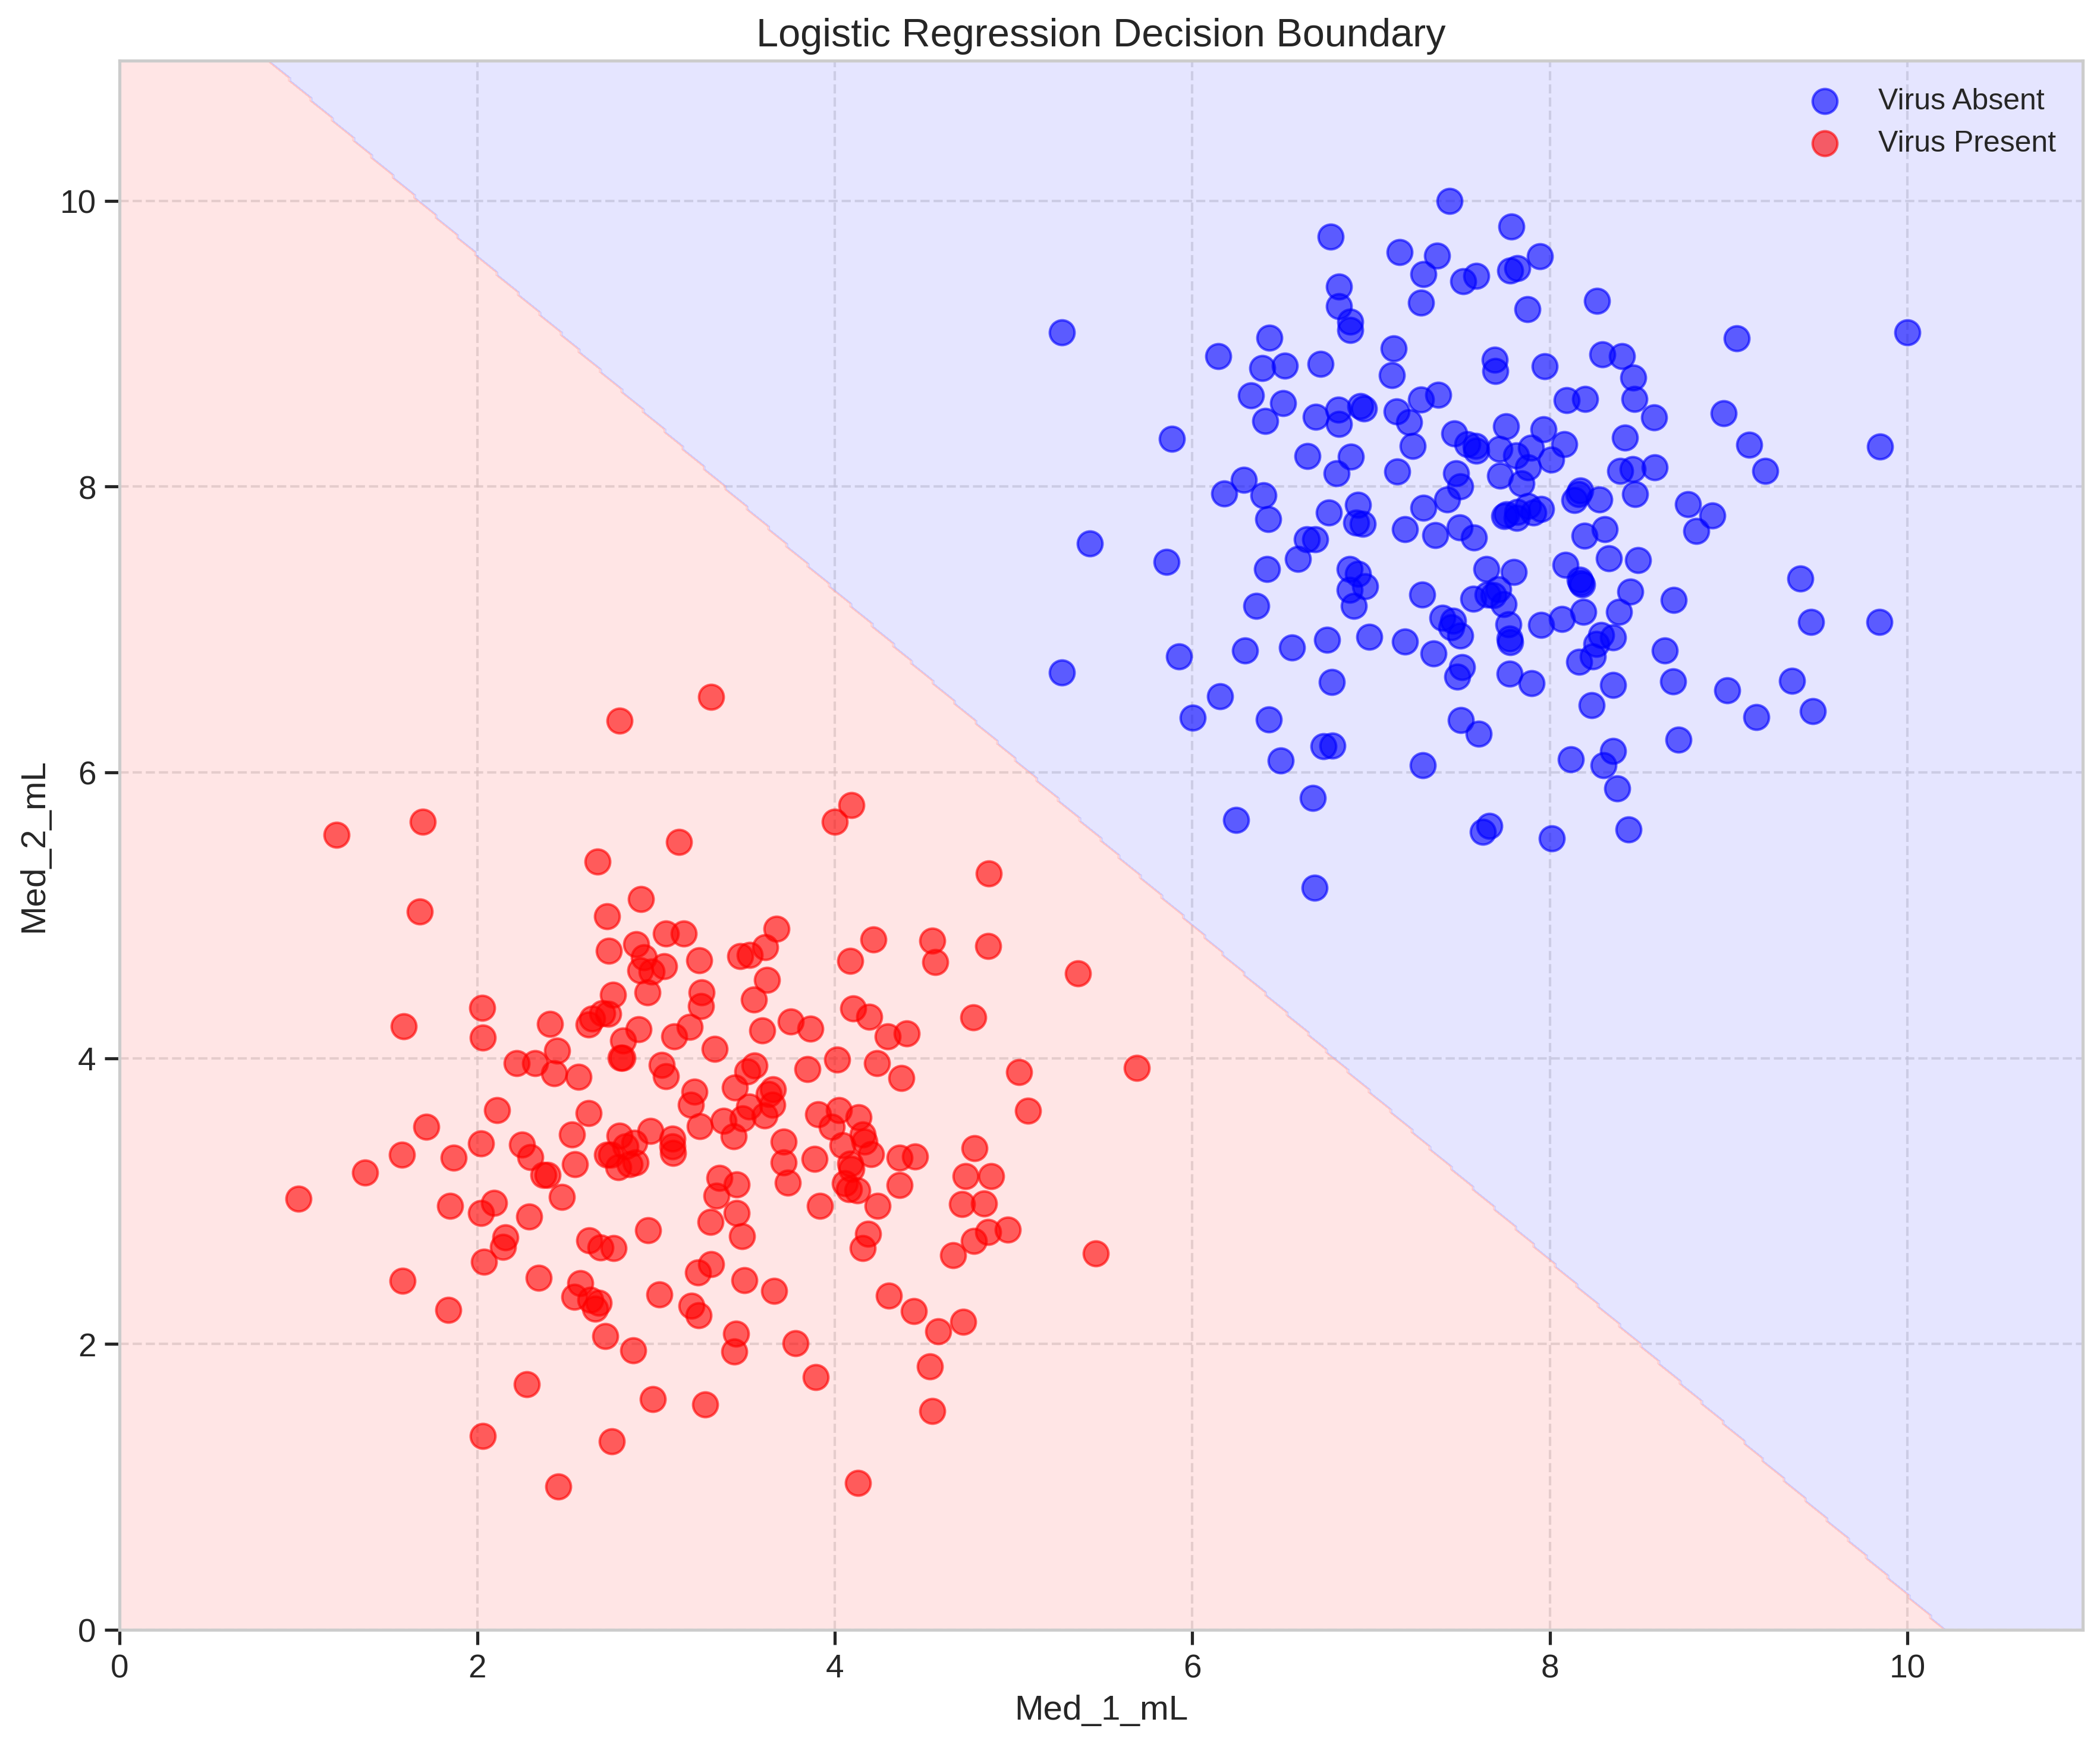 Logistic Regression Decision Boundary
Virus Absent
Virus Present
10
8
6
4
2
0
Med_2_mL
0 2 4 6 8 10
Med_1_mL